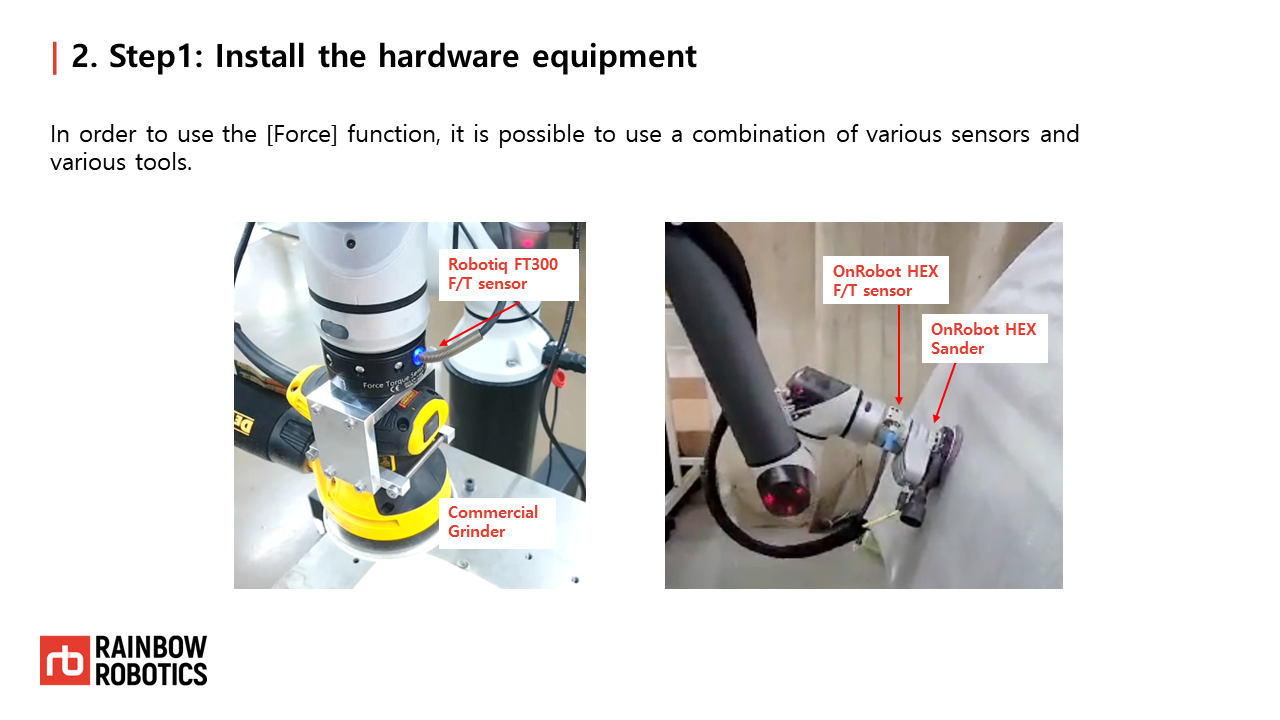 2. Step1: Install the hardware equipment
In order to use the [Force] function, it is possible to use a combination of various sensors and
various tools.
Robotiq FT300
F/T sensor
Force Torque
CE
DE
Commercial
Grinder
OnRobot HEX
F/T sensor
OnRobot HEX
Sander
rb
RAINBOW
ROBOTICS